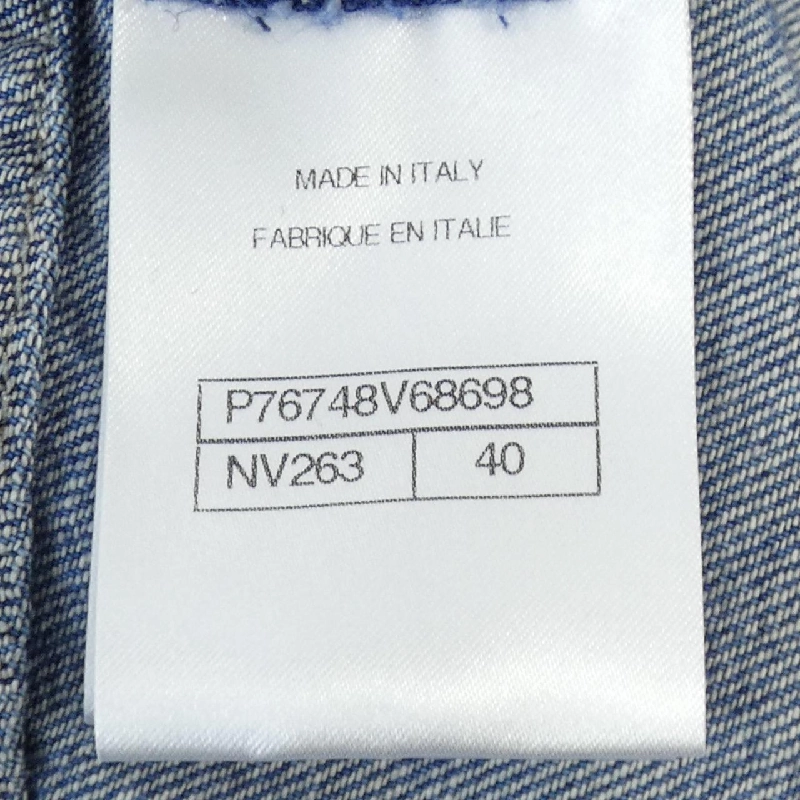 MADE IN ITALY
FABRIQUE EN ITALIE
P76748V68698
NV263 40